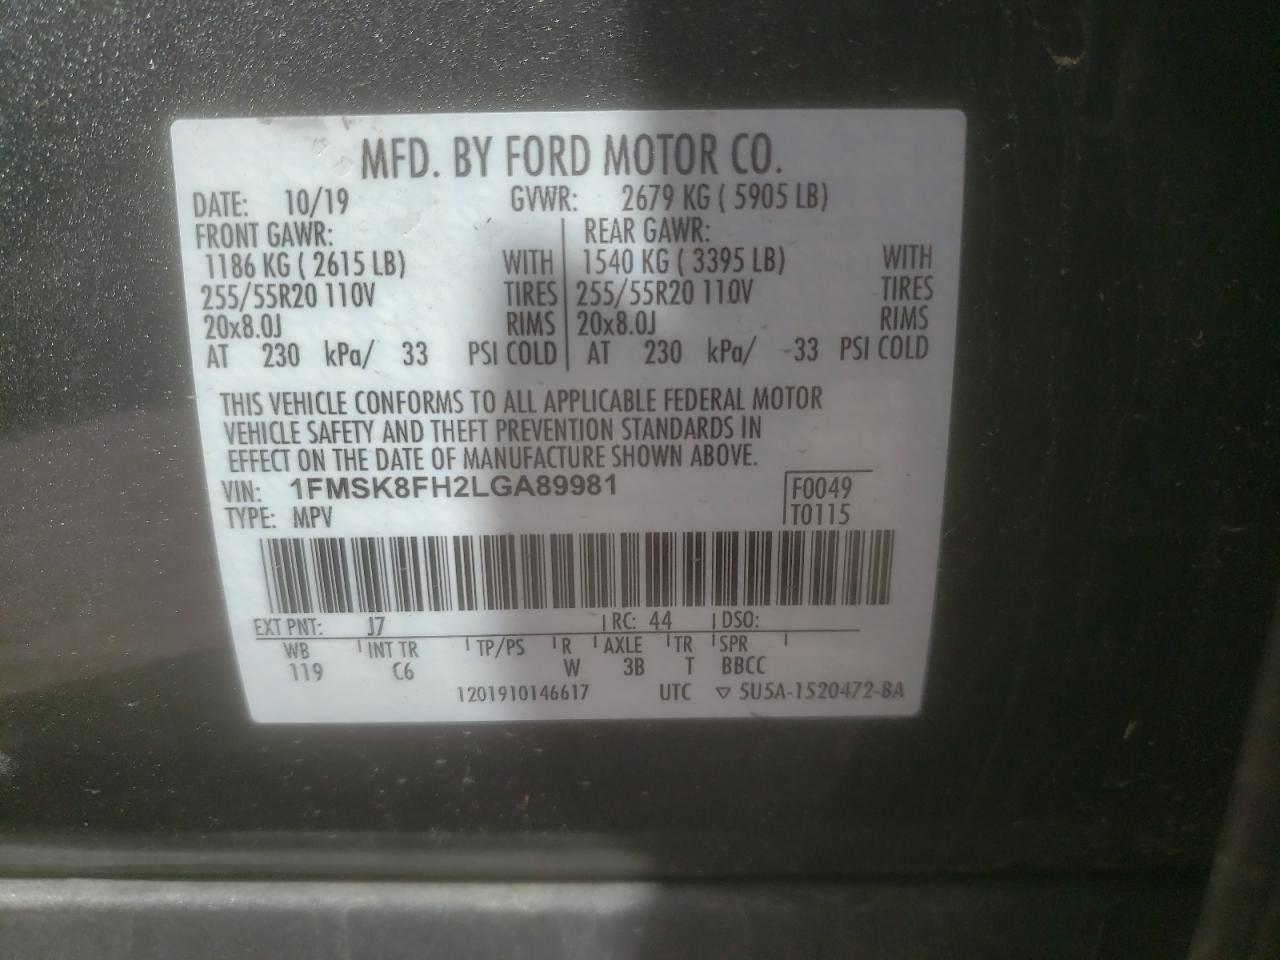 MFD. BY FORD MOTOR CO.
DATE: 10/19 GVWR: 2679 KG ( 5905 LB)
FRONT GAWR: REAR GAWR:
1186 KG ( 2615 LB) WITH 1540 KG ( 3395 LB) WITH
255/55R20 110V TIRES 255/55R20 110V TIRES
20x8.0J RIMS 20x8.0J RIMS
AT 230 kPa/ 33 PSI COLD AT 230 kPa/ 33 PSI COLD
THIS VEHICLE CONFORMS TO ALL APPLICABLE FEDERAL MOTOR
VEHICLE SAFETY AND THEFT PREVENTION STANDARDS IN
EFFECT ON THE DATE OF MANUFACTURE SHOWN ABOVE.
VIN: 1FMSK8FH2LGA89981 F0049
TYPE: MPV T0115
EXT PNT: J7 RC: 44 DSO:
WB INT TR TP/PS R AXLE TR SPR
119 C6 W 3B T BBCC
1201910146617 UTC ▽ 5U5A-1520472-BA